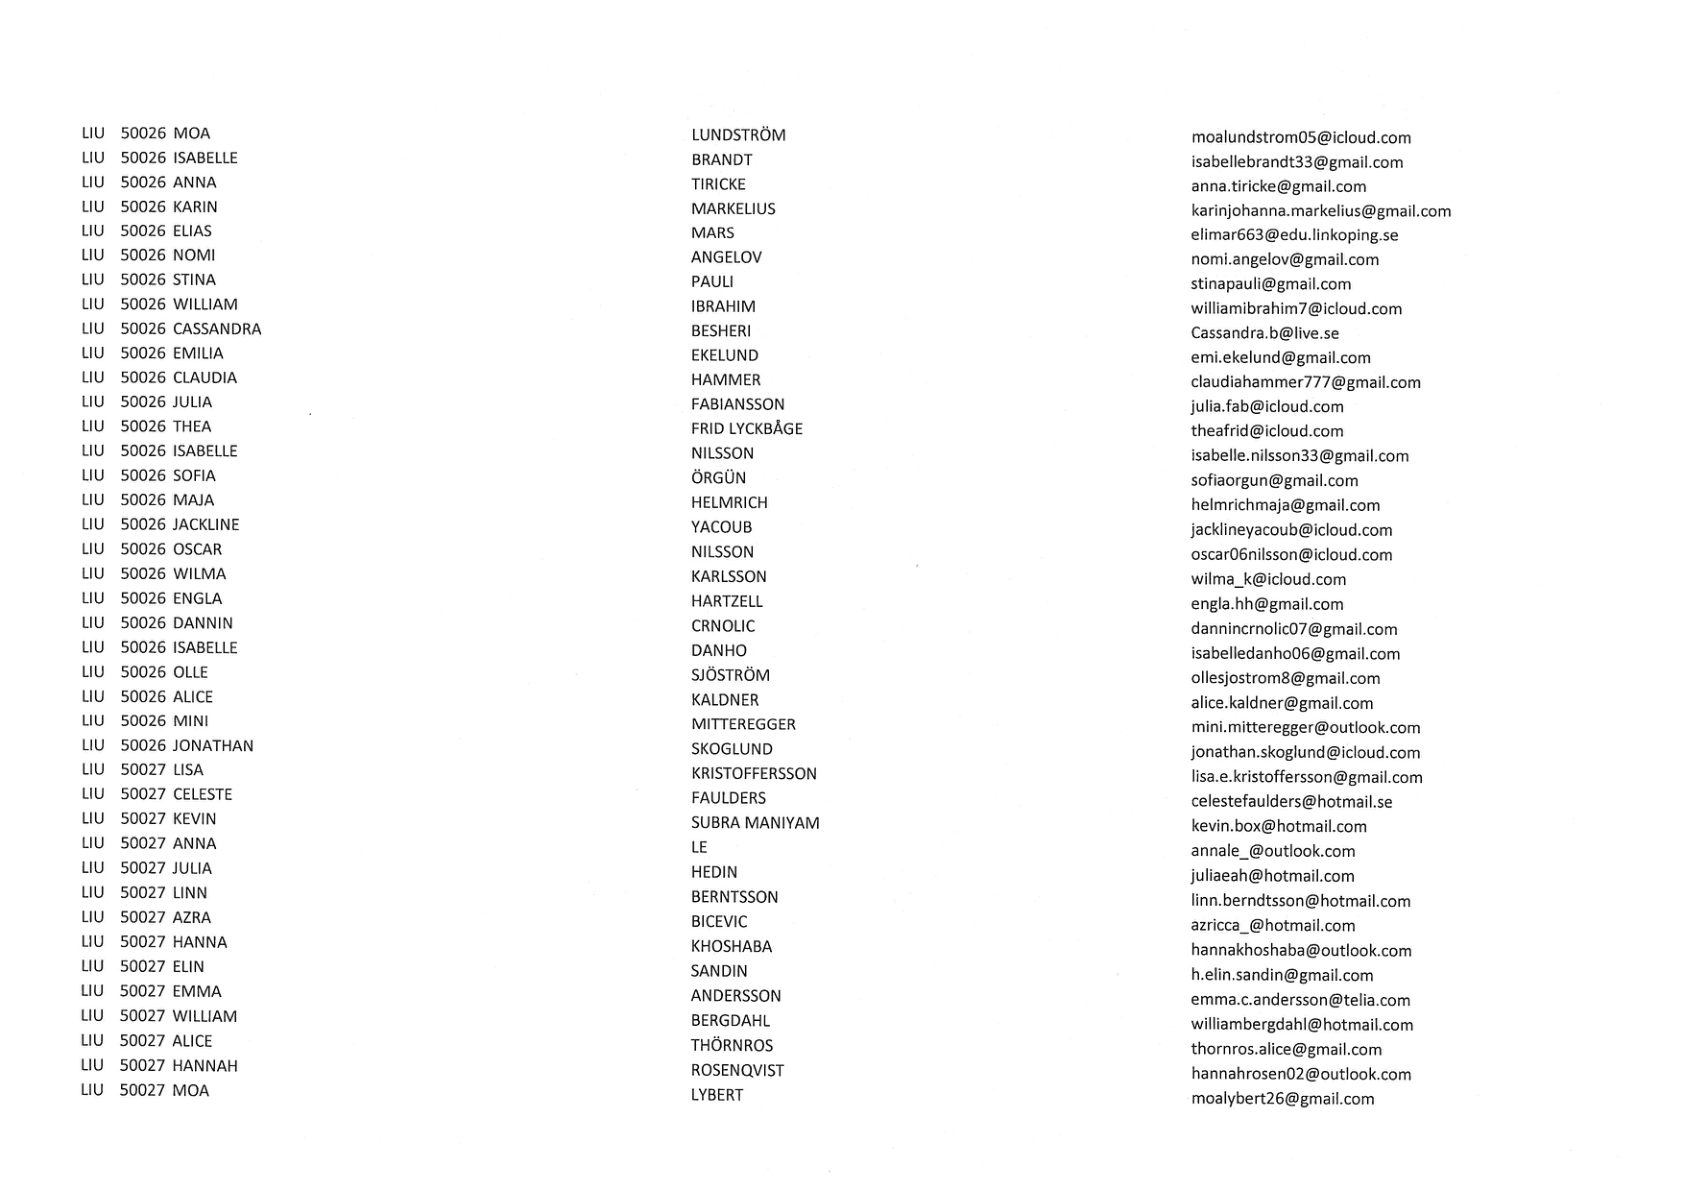 LIU 50026 MOA LUNDSTRÖM moalundstrom05@icloud.com
LIU 50026 ISABELLE BRANDT isabellebrandt33@gmail.com
LIU 50026 ANNA TIRICKE anna.tiricke@gmail.com
LIU 50026 KARIN MARKELIUS karinjohanna.markelius@gmail.com
LIU 50026 ELIAS MARS elimar663@edu.linkoping.se
LIU 50026 NOMI ANGELOV nomi.angelov@gmail.com
LIU 50026 STINA PAULI stinapauli@gmail.com
LIU 50026 WILLIAM IBRAHIM williamibrahim7@icloud.com
LIU 50026 CASSANDRA BESHERI Cassandra.b@live.se
LIU 50026 EMILIA EKELUND emi.ekelund@gmail.com
LIU 50026 CLAUDIA HAMMER claudiahammer777@gmail.com
LIU 50026 JULIA FABIANSSON julia.fab@icloud.com
LIU 50026 THEA FRID LYCKBÅGE theafrid@icloud.com
LIU 50026 ISABELLE NILSSON isabelle.nilsson33@gmail.com
LIU 50026 SOFIA ÖRGÜN sofiaorgun@gmail.com
LIU 50026 MAJA HELMRICH helmrichmaja@gmail.com
LIU 50026 JACKLINE YACOUB jacklineyacoub@icloud.com
LIU 50026 OSCAR NILSSON oscar06nilsson@icloud.com
LIU 50026 WILMA KARLSSON wilma_k@icloud.com
LIU 50026 ENGLA HARTZELL engla.hh@gmail.com
LIU 50026 DANNIN CRNOLIC dannincrnolic07@gmail.com
LIU 50026 ISABELLE DANHO isabelledanho06@gmail.com
LIU 50026 OLLE SJÖSTRÖM ollesjostrom8@gmail.com
LIU 50026 ALICE KALDNER alice.kaldner@gmail.com
LIU 50026 MINI MITTEREGGER mini.mitteregger@outlook.com
LIU 50026 JONATHAN SKOGLUND jonathan.skoglund@icloud.com
LIU 50027 LISA KRISTOFFERSSON lisa.e.kristoffersson@gmail.com
LIU 50027 CELESTE FAULDERS celestefaulders@hotmail.se
LIU 50027 KEVIN SUBRA MANIYAM kevin.box@hotmail.com
LIU 50027 ANNA LE annale_@outlook.com
LIU 50027 JULIA HEDIN juliaeah@hotmail.com
LIU 50027 LINN BERNTSSON linn.berndtsson@hotmail.com
LIU 50027 AZRA BICEVIC azricca_@hotmail.com
LIU 50027 HANNA KHOSHABA hannakhoshaba@outlook.com
LIU 50027 ELIN SANDIN h.elin.sandin@gmail.com
LIU 50027 EMMA ANDERSSON emma.c.andersson@telia.com
LIU 50027 WILLIAM BERGDAHL williambergdahl@hotmail.com
LIU 50027 ALICE THÖRNROS thornros.alice@gmail.com
LIU 50027 HANNAH ROSENQVIST hannahrosen02@outlook.com
LIU 50027 MOA LYBERT moalybert26@gmail.com